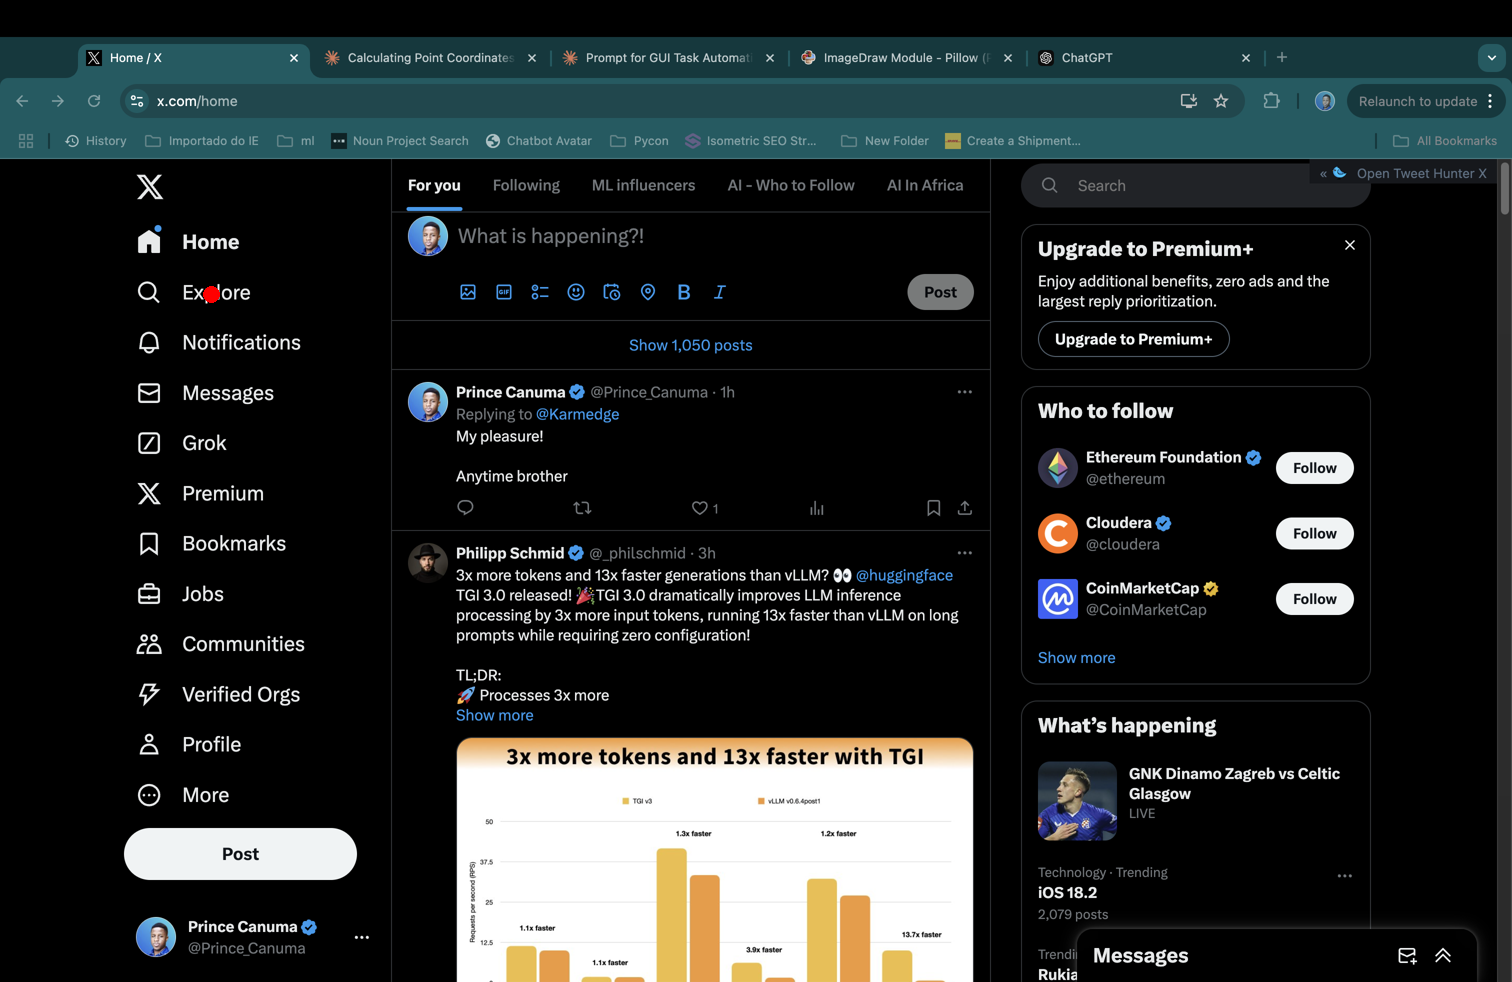 Home / X
Calculating Point Coordinates
Prompt for GUI Task Automati
ImageDraw Module - Pillow (P
ChatGPT
x.com/home
Relaunch to update
History
Importado do IE
ml
Noun Project Search
Chatbot Avatar
Pycon
Isometric SEO Str...
New Folder
Create a Shipment...
All Bookmarks
Home
Explore
Notifications
Messages
Grok
Premium
Bookmarks
Jobs
Communities
Verified Orgs
Profile
More
Post
Prince Canuma
@Prince_Canuma
For you
Following
ML influencers
AI - Who to Follow
AI In Africa
What is happening?!
GIF
B
I
Post
Show 1,050 posts
Prince Canuma @Prince_Canuma · 1h
Replying to @Karmedge
My pleasure!
Anytime brother
1
Philipp Schmid @_philschmid · 3h
3x more tokens and 13x faster generations than vLLM? 👀 @huggingface
TGI 3.0 released! 🎉TGI 3.0 dramatically improves LLM inference
processing by 3x more input tokens, running 13x faster than vLLM on long
prompts while requiring zero configuration!
TL;DR:
🚀 Processes 3x more
Show more
3x more tokens and 13x faster with TGI
TGI v3
vLLM v0.6.4post1
50
37.5
25
12.5
Requests per second (RPS)
1.1x faster
1.1x faster
1.3x faster
3.9x faster
1.2x faster
13.7x faster
Search
« Open Tweet Hunter X
Upgrade to Premium+
Enjoy additional benefits, zero ads and the
largest reply prioritization.
Upgrade to Premium+
Who to follow
Ethereum Foundation
@ethereum
Follow
Cloudera
@cloudera
Follow
CoinMarketCap
@CoinMarketCap
Follow
Show more
What's happening
GNK Dinamo Zagreb vs Celtic
Glasgow
LIVE
Technology · Trending
iOS 18.2
2,079 posts
Trendi
Rukia
Messages